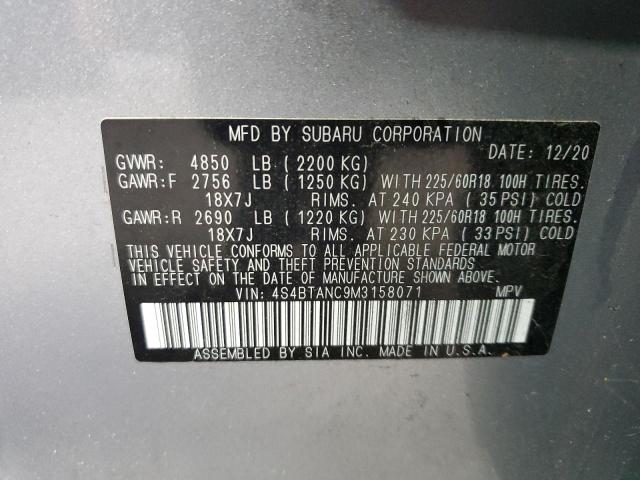 MFD BY SUBARU CORPORATION
DATE: 12/20
GVWR: 4850 LB (2200 KG)
GAWR:F 2756 LB (1250 KG) WITH 225/60R18 100H TIRES.
18X7J RIMS. AT 240 KPA (35 PSI) COLD
GAWR:R 2690 LB (1220 KG) WITH 225/60R18 100H TIRES.
18X7J RIMS. AT 230 KPA (33 PSI) COLD
THIS VEHICLE CONFORMS TO ALL APPLICABLE FEDERAL MOTOR
VEHICLE SAFETY AND THEFT PREVENTION STANDARDS
IN EFFECT ON THE DATE OF MANUFACTURE SHOWN ABOVE.
VIN: 4S4BTANC9M3158071 MPV
ASSEMBLED BY SIA INC. MADE IN U.S.A.